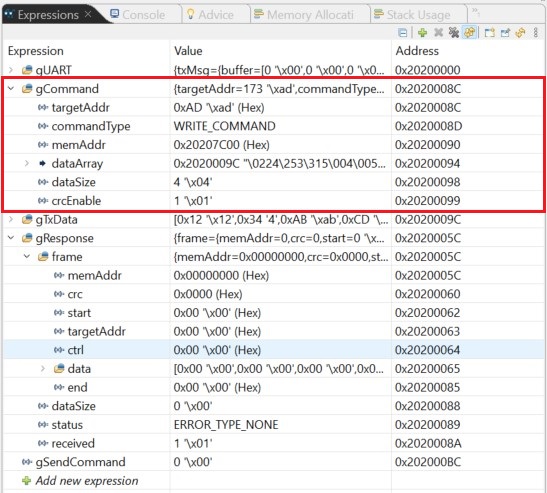 Expressions × Console Advice Memory Allocati Stack Usage
Expression Value Address
gUART {txMsg={buffer=[0 '\x00',0 '\x00',0 '\x0... 0x20200000
gCommand {targetAddr=173 '\xad',commandType... 0x2020008C
targetAddr 0xAD '\xad' (Hex) 0x2020008C
commandType WRITE_COMMAND 0x2020008D
memAddr 0x20207C00 (Hex) 0x20200090
dataArray 0x2020009C "\0224\253\315\004\005... 0x20200094
dataSize 4 '\x04' 0x20200098
crcEnable 1 '\x01' 0x20200099
gTxData [0x12 '\x12',0x34 '4',0xAB '\xab',0xCD '\... 0x2020009C
gResponse {frame={memAddr=0,crc=0,start=0 '\x... 0x2020005C
frame {memAddr=0x00000000,crc=0x0000,st... 0x2020005C
memAddr 0x00000000 (Hex) 0x2020005C
crc 0x0000 (Hex) 0x20200060
start 0x00 '\x00' (Hex) 0x20200062
targetAddr 0x00 '\x00' (Hex) 0x20200063
ctrl 0x00 '\x00' (Hex) 0x20200064
data [0x00 '\x00',0x00 '\x00',0x00 '\x00',0x0... 0x20200065
end 0x00 '\x00' (Hex) 0x20200085
dataSize 0 '\x00' 0x20200088
status ERROR_TYPE_NONE 0x20200089
received 1 '\x01' 0x2020008A
gSendCommand 0 '\x00' 0x202000BC
Add new expression